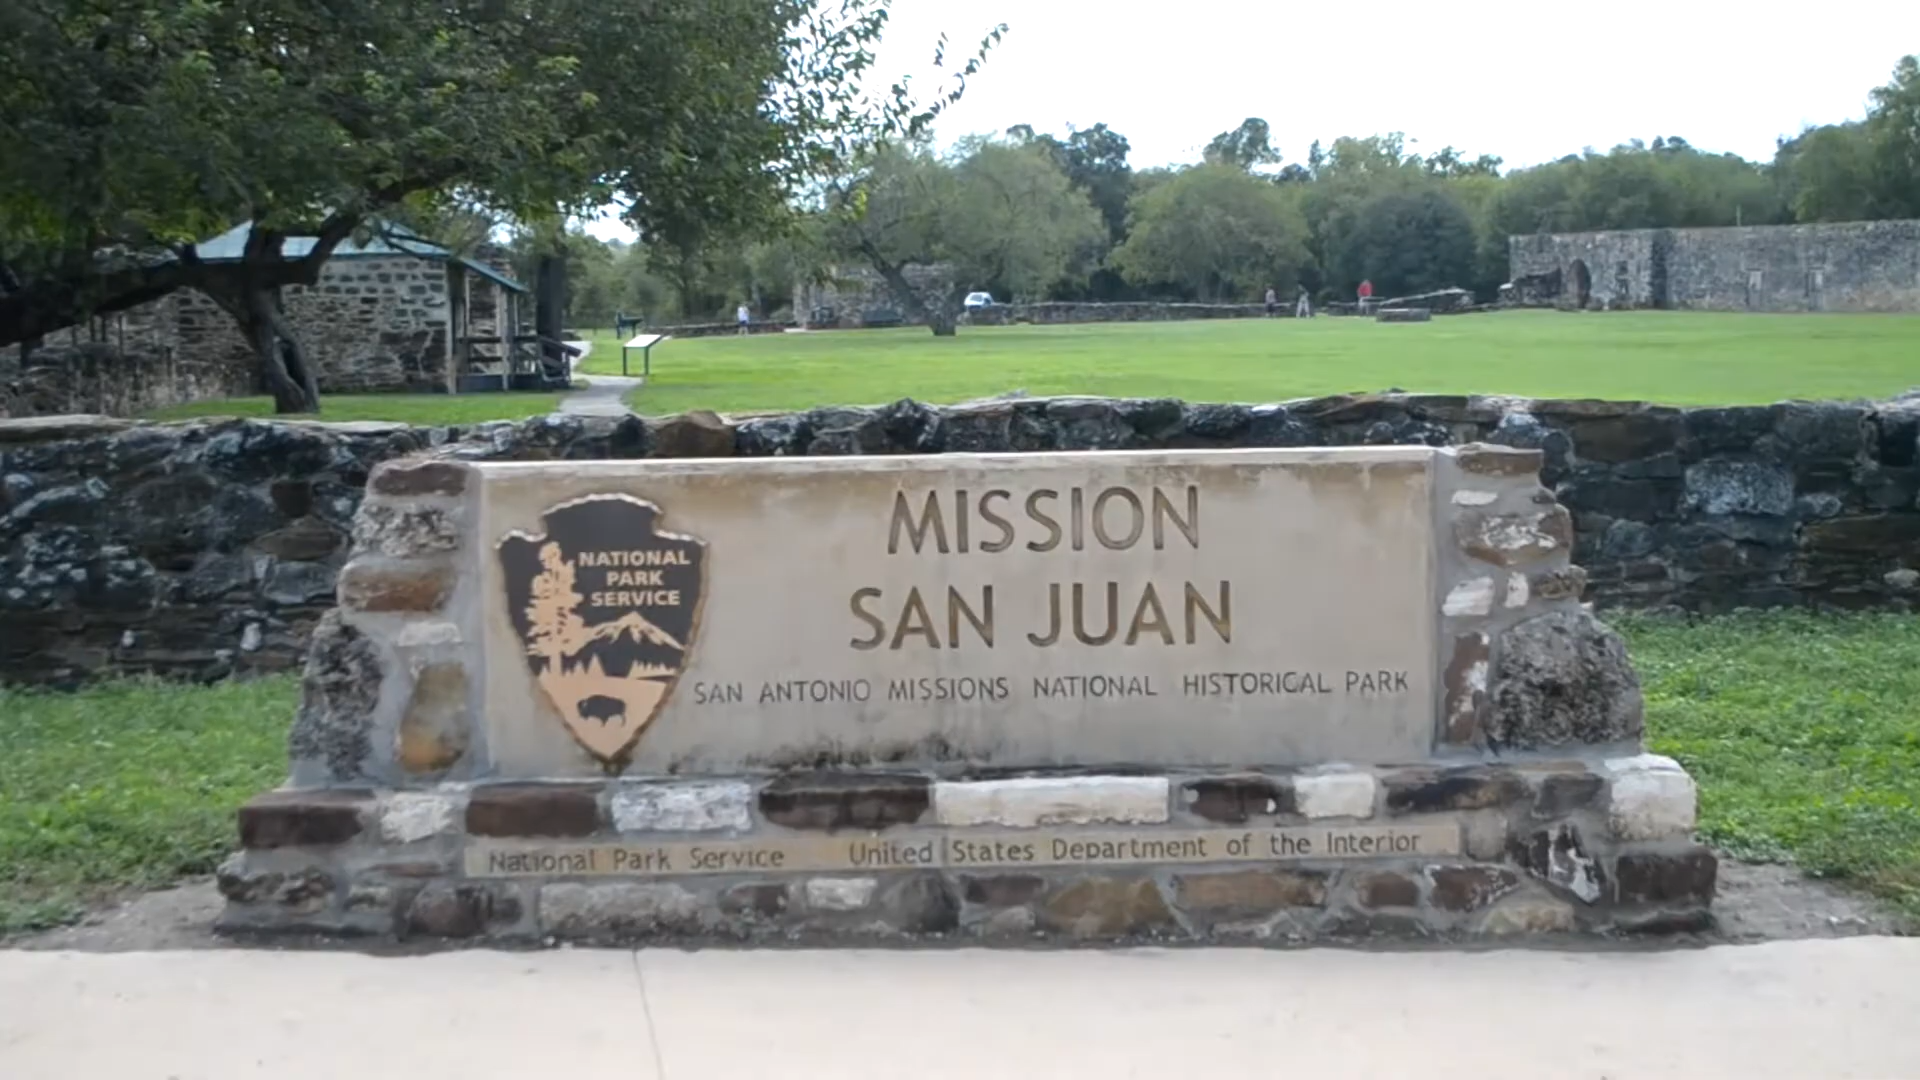 NATIONAL
PARK
SERVICE
MISSION
SAN JUAN
SAN ANTONIO MISSIONS NATIONAL HISTORICAL PARK
National Park Service United States Department of the Interior